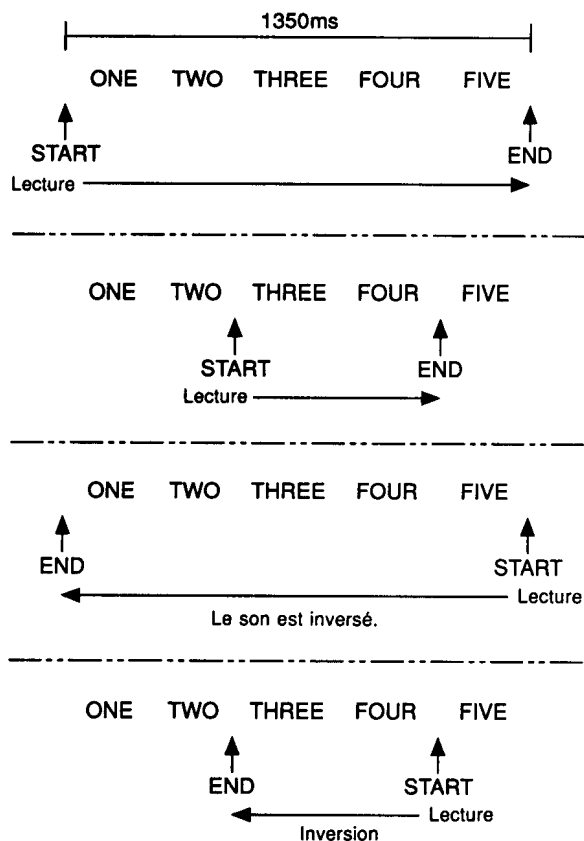 1350ms
ONE TWO THREE FOUR FIVE
START END
Lecture
ONE TWO THREE FOUR FIVE
START END
Lecture
ONE TWO THREE FOUR FIVE
END START
Lecture
Le son est inversé.
ONE TWO THREE FOUR FIVE
END START
Lecture
Inversion